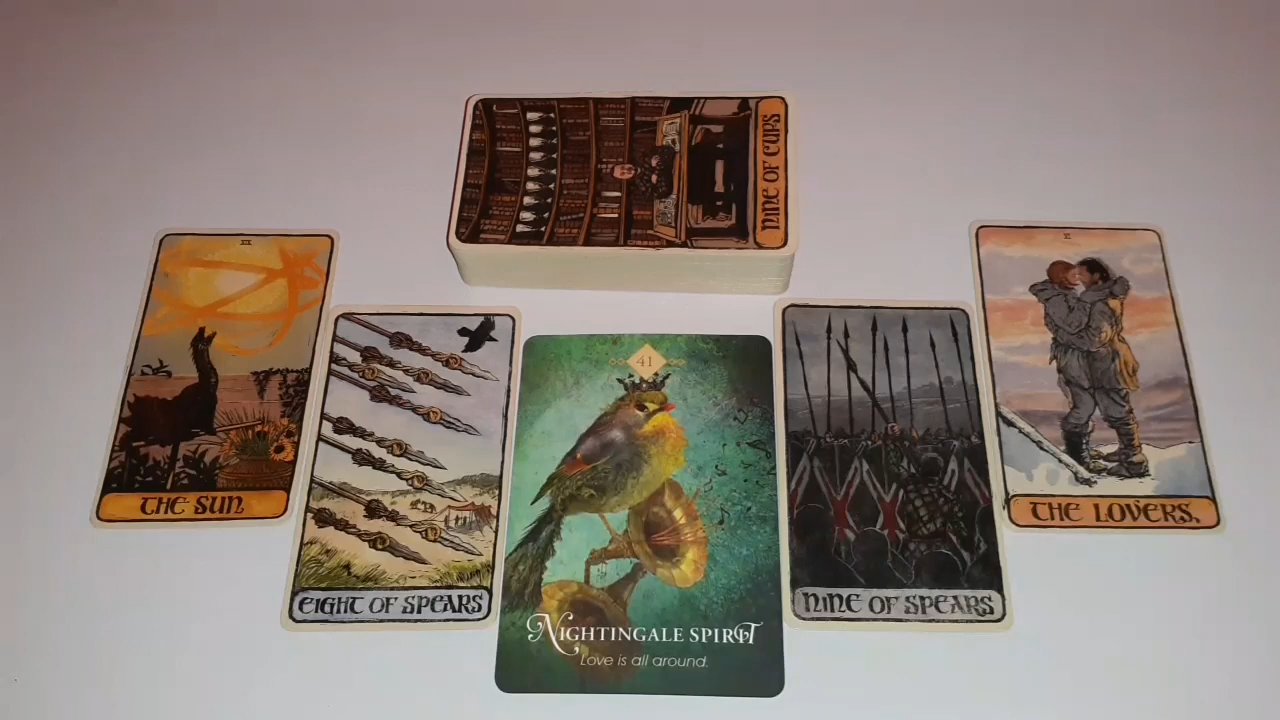 NINE OF CUPS
THE SUN
EIGHT OF SPEARS
41
NIGHTINGALE SPIRIT
Love is all around.
NINE OF SPEARS
VI
THE LOVERS.